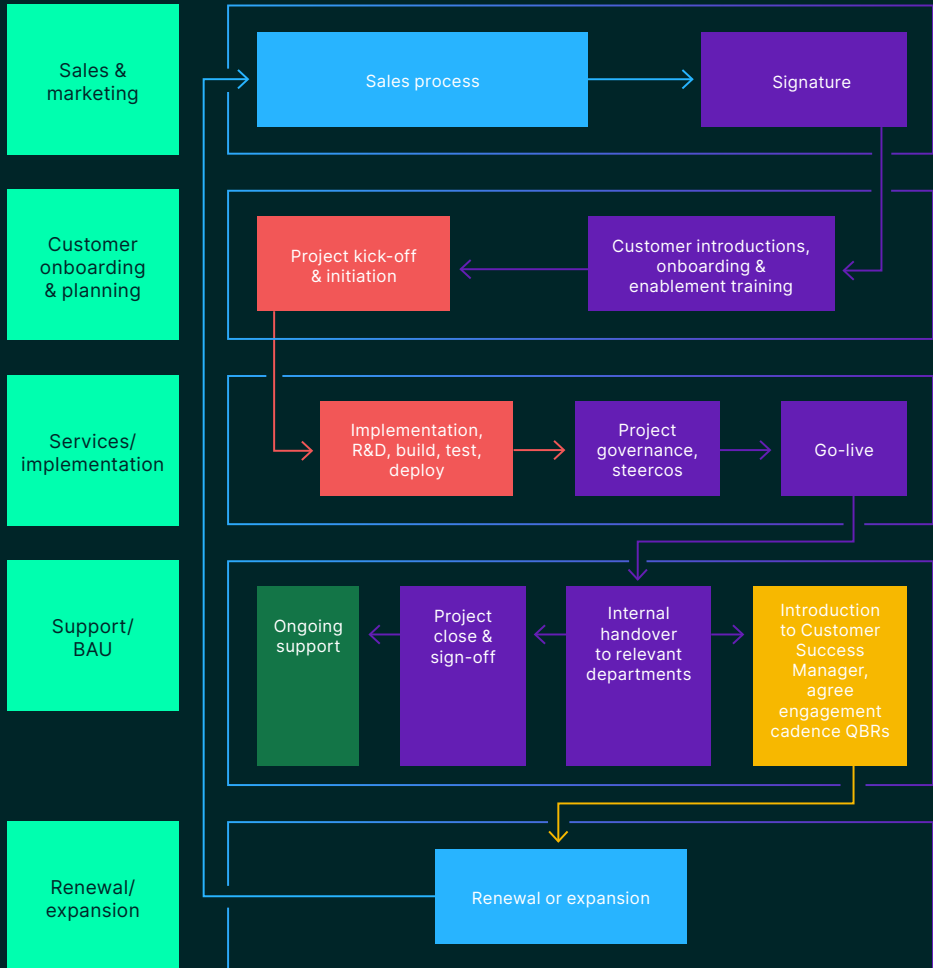 Sales &
marketing
Sales process
Signature
Customer
onboarding
& planning
Project kick-off
& initiation
Customer introductions,
onboarding &
enablement training
Services/
implementation
Implementation,
R&D, build, test,
deploy
Project
governance,
steercos
Go-live
Support/
BAU
Ongoing
support
Project
close &
sign-off
Internal
handover
to relevant
departments
Introduction
to Customer
Success
Manager,
agree
engagement
cadence QBRs
Renewal/
expansion
Renewal or expansion